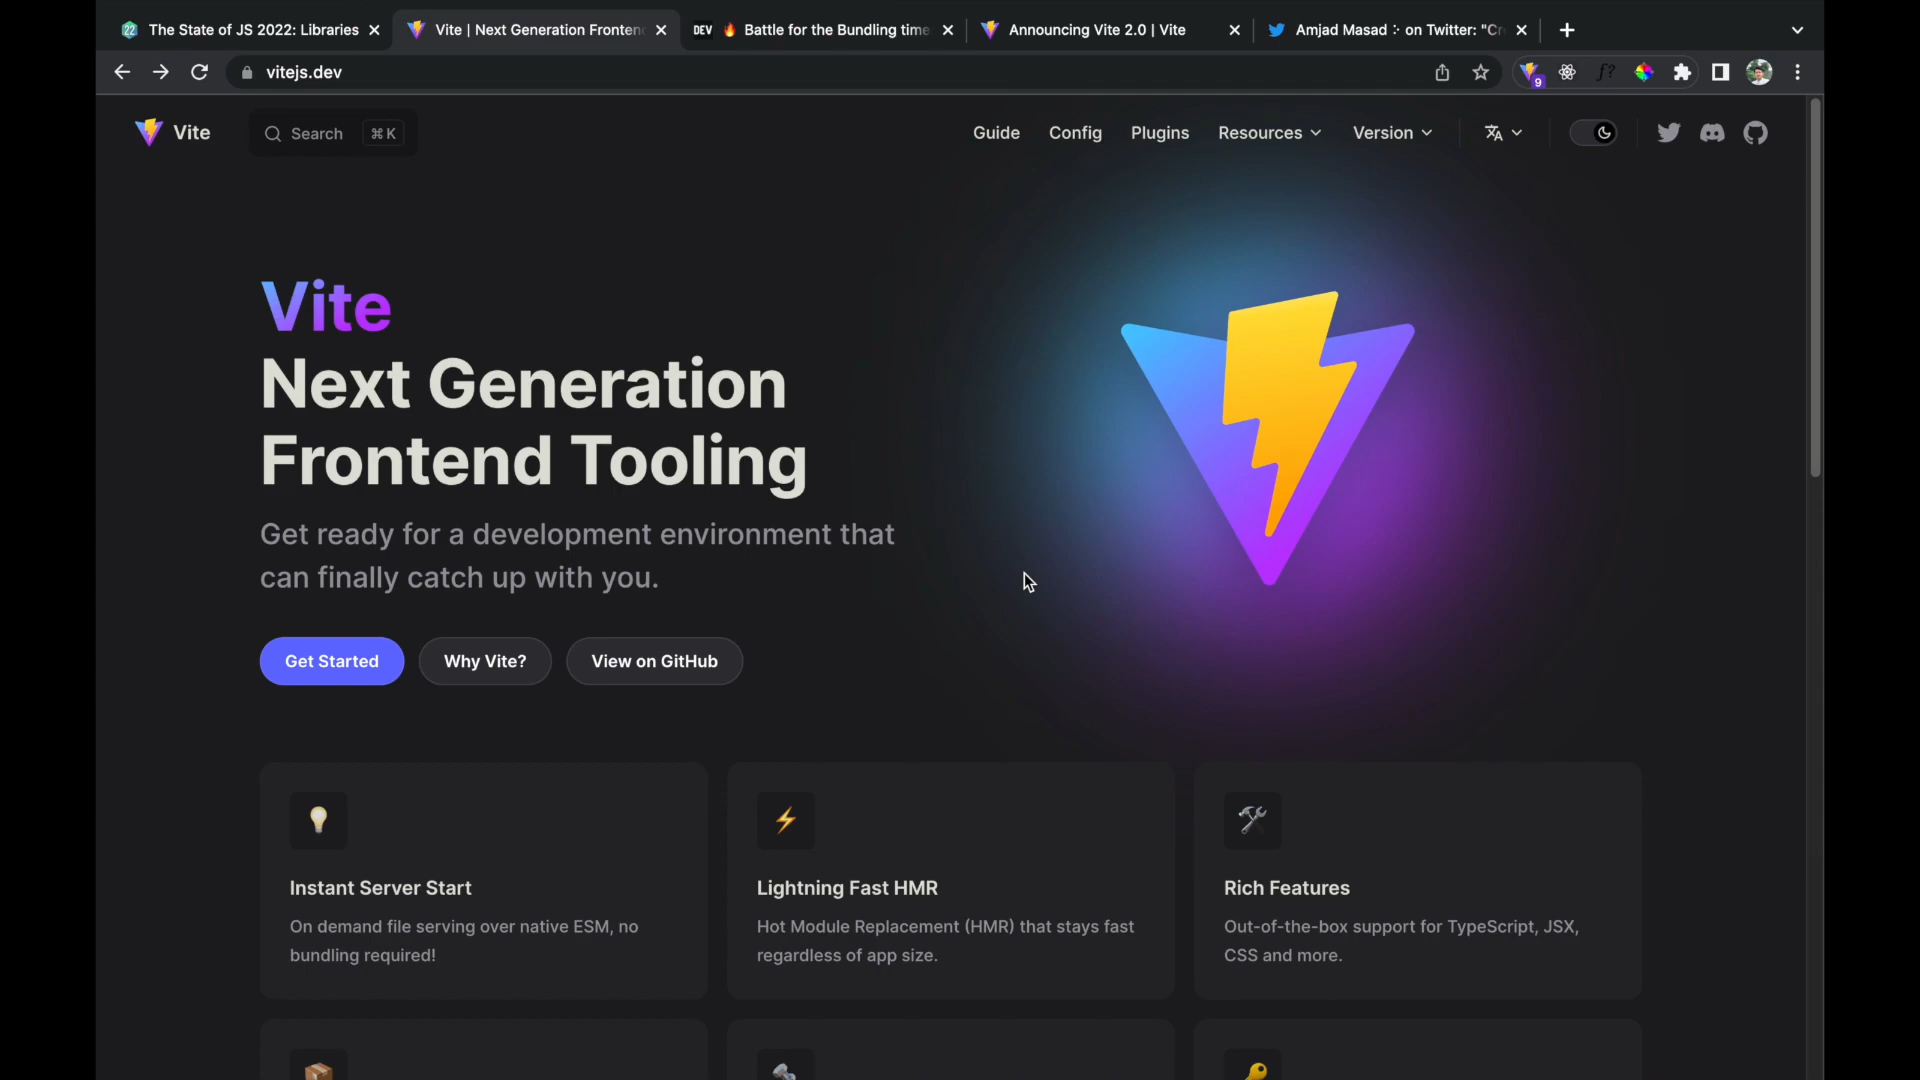 The State of JS 2022: Libraries
Vite | Next Generation Fronten
DEV 🔥 Battle for the Bundling time
Announcing Vite 2.0 | Vite
Amjad Masad ⠕ on Twitter: "Cr
vitejs.dev
9
f?
Vite
Search
⌘K
Guide
Config
Plugins
Resources
Version
Vite
Next Generation
Frontend Tooling
Get ready for a development environment that
can finally catch up with you.
Get Started
Why Vite?
View on GitHub
Instant Server Start
On demand file serving over native ESM, no
bundling required!
Lightning Fast HMR
Hot Module Replacement (HMR) that stays fast
regardless of app size.
Rich Features
Out-of-the-box support for TypeScript, JSX,
CSS and more.